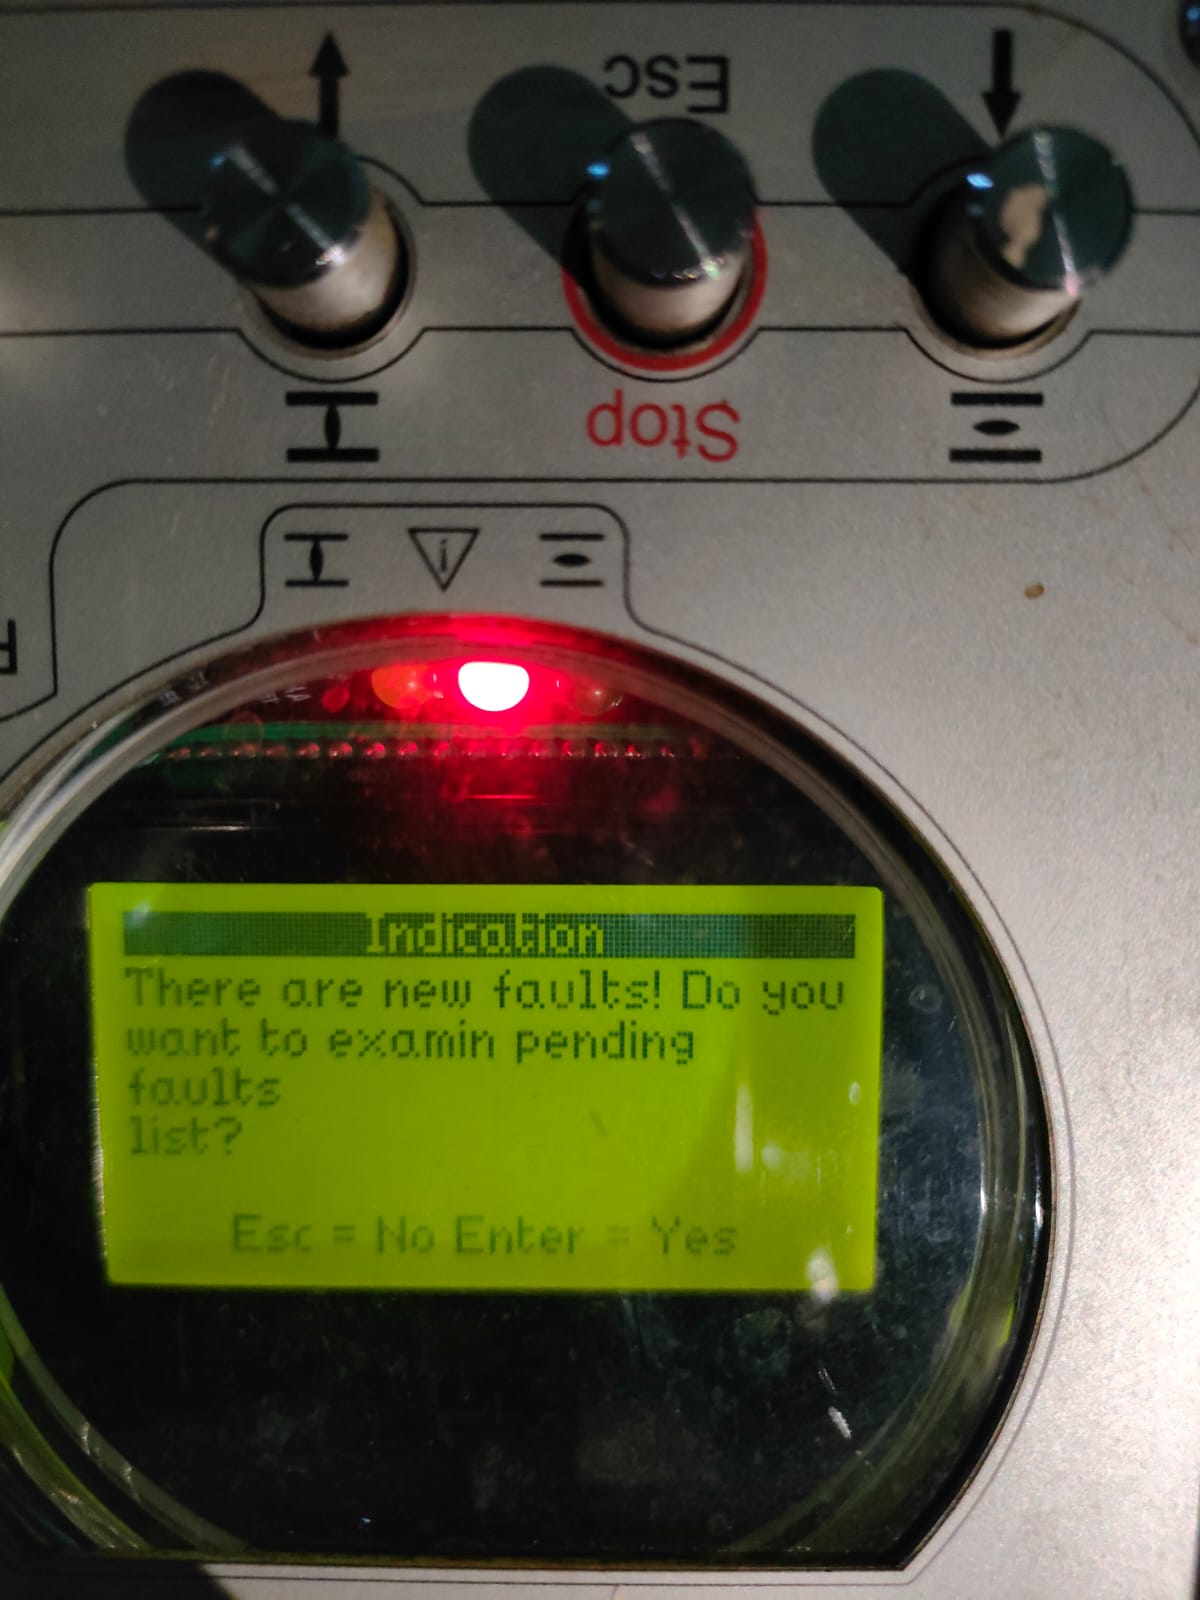 Esc
Stop
i
Indication
There are new faults! Do you
want to examin pending
faults
list?
Esc = No Enter = Yes